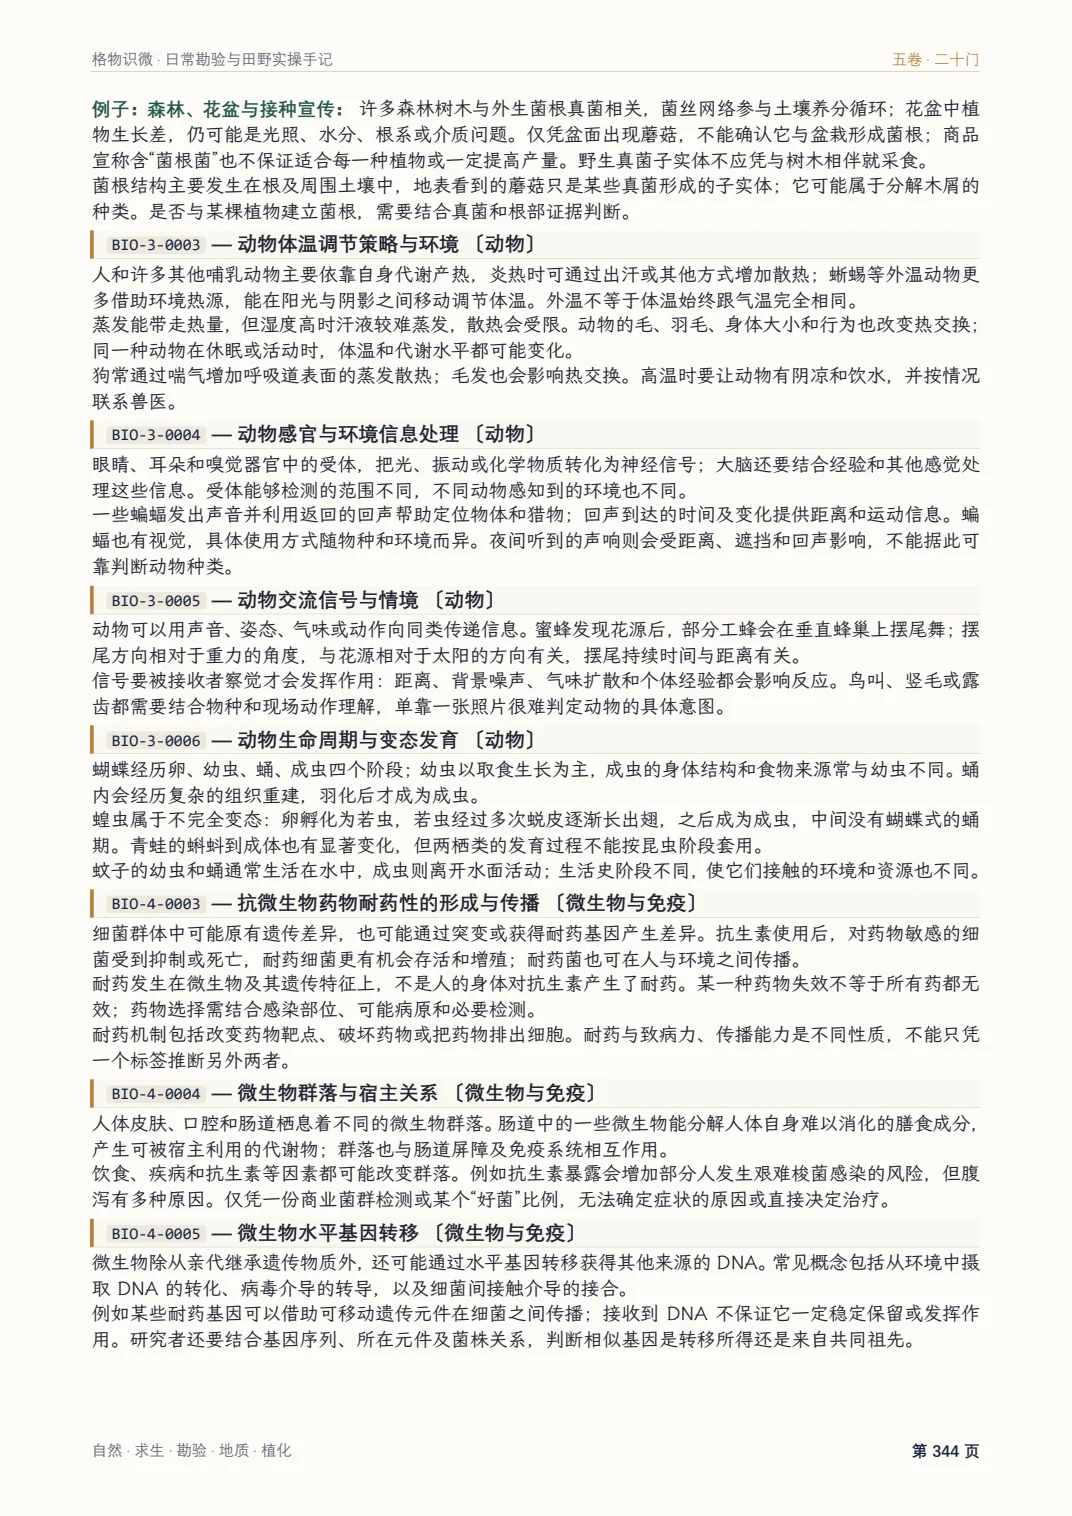 格物识微 · 日常勘验与田野实操手记
五卷 · 二十门
例子：森林、花盆与接种宣传： 许多森林树木与外生菌根真菌相关，菌丝网络参与土壤养分循环；花盆中植
物生长差，仍可能是光照、水分、根系或介质问题。仅凭盆面出现蘑菇，不能确认它与盆栽形成菌根；商品
宣称含“菌根菌”也不保证适合每一种植物或一定提高产量。野生真菌子实体不应凭与树木相伴就采食。
菌根结构主要发生在根及周围土壤中，地表看到的蘑菇只是某些真菌形成的子实体；它可能属于分解木屑的
种类。是否与某棵植物建立菌根，需要结合真菌和根部证据判断。
BIO-3-0003 — 动物体温调节策略与环境 〔动物〕
人和许多其他哺乳动物主要依靠自身代谢产热，炎热时可通过出汗或其他方式增加散热；蜥蜴等外温动物更
多借助环境热源，能在阳光与阴影之间移动调节体温。外温不等于体温始终跟气温完全相同。
蒸发能带走热量，但湿度高时汗液较难蒸发，散热会受限。动物的毛、羽毛、身体大小和行为也改变热交换；
同一种动物在休眠或活动时，体温和代谢水平都可能变化。
狗常通过喘气增加呼吸道表面的蒸发散热；毛发也会影响热交换。高温时要让动物有阴凉和饮水，并按情况
联系兽医。
BIO-3-0004 — 动物感官与环境信息处理 〔动物〕
眼睛、耳朵和嗅觉器官中的受体，把光、振动或化学物质转化为神经信号；大脑还要结合经验和其他感觉处
理这些信息。受体能够检测的范围不同，不同动物感知到的环境也不同。
一些蝙蝠发出声音并利用返回的回声帮助定位物体和猎物；回声到达的时间及变化提供距离和运动信息。蝙
蝠也有视觉，具体使用方式随物种和环境而异。夜间听到的声响则会受距离、遮挡和回声影响，不能据此可
靠判断动物种类。
BIO-3-0005 — 动物交流信号与情境 〔动物〕
动物可以用声音、姿态、气味或动作向同类传递信息。蜜蜂发现花源后，部分工蜂会在垂直蜂巢上摆尾舞；摆
尾方向相对于重力的角度，与花源相对于太阳的方向有关，摆尾持续时间与距离有关。
信号要被接收者察觉才会发挥作用：距离、背景噪声、气味扩散和个体经验都会影响反应。鸟叫、竖毛或露
齿都需要结合物种和现场动作理解，单靠一张照片很难判定动物的具体意图。
BIO-3-0006 — 动物生命周期与变态发育 〔动物〕
蝴蝶经历卵、幼虫、蛹、成虫四个阶段；幼虫以取食生长为主，成虫的身体结构和食物来源常与幼虫不同。蛹
内会经历复杂的组织重建，羽化后才成为成虫。
蝗虫属于不完全变态：卵孵化为若虫，若虫经过多次蜕皮逐渐长出翅，之后成为成虫，中间没有蝴蝶式的蛹
期。青蛙的蝌蚪到成体也有显著变化，但两栖类的发育过程不能按昆虫阶段套用。
蚊子的幼虫和蛹通常生活在水中，成虫则离开水面活动；生活史阶段不同，使它们接触的环境和资源也不同。
BIO-4-0003 — 抗微生物药物耐药性的形成与传播 〔微生物与免疫〕
细菌群体中可能原有遗传差异，也可能通过突变或获得耐药基因产生差异。抗生素使用后，对药物敏感的细
菌受到抑制或死亡，耐药细菌更有机会存活和增殖；耐药菌也可在人与环境之间传播。
耐药发生在微生物及其遗传特征上，不是人的身体对抗生素产生了耐药。某一种药物失效不等于所有药都无
效；药物选择需结合感染部位、可能病原和必要检测。
耐药机制包括改变药物靶点、破坏药物或把药物排出细胞。耐药与致病力、传播能力是不同性质，不能只凭
一个标签推断另外两者。
BIO-4-0004 — 微生物群落与宿主关系 〔微生物与免疫〕
人体皮肤、口腔和肠道栖息着不同的微生物群落。肠道中的一些微生物能分解人体自身难以消化的膳食成分，
产生可被宿主利用的代谢物；群落也与肠道屏障及免疫系统相互作用。
饮食、疾病和抗生素等因素都可能改变群落。例如抗生素暴露会增加部分人发生艰难梭菌感染的风险，但腹
泻有多种原因。仅凭一份商业菌群检测或某个“好菌”比例，无法确定症状的原因或直接决定治疗。
BIO-4-0005 — 微生物水平基因转移 〔微生物与免疫〕
微生物除从亲代继承遗传物质外，还可能通过水平基因转移获得其他来源的 DNA。常见概念包括从环境中摄
取 DNA 的转化、病毒介导的转导，以及细菌间接触介导的接合。
例如某些耐药基因可以借助可移动遗传元件在细菌之间传播；接收到 DNA 不保证它一定稳定保留或发挥作
用。研究者还要结合基因序列、所在元件及菌株关系，判断相似基因是转移所得还是来自共同祖先。
自然 · 求生 · 勘验 · 地质 · 植化
第 344 页